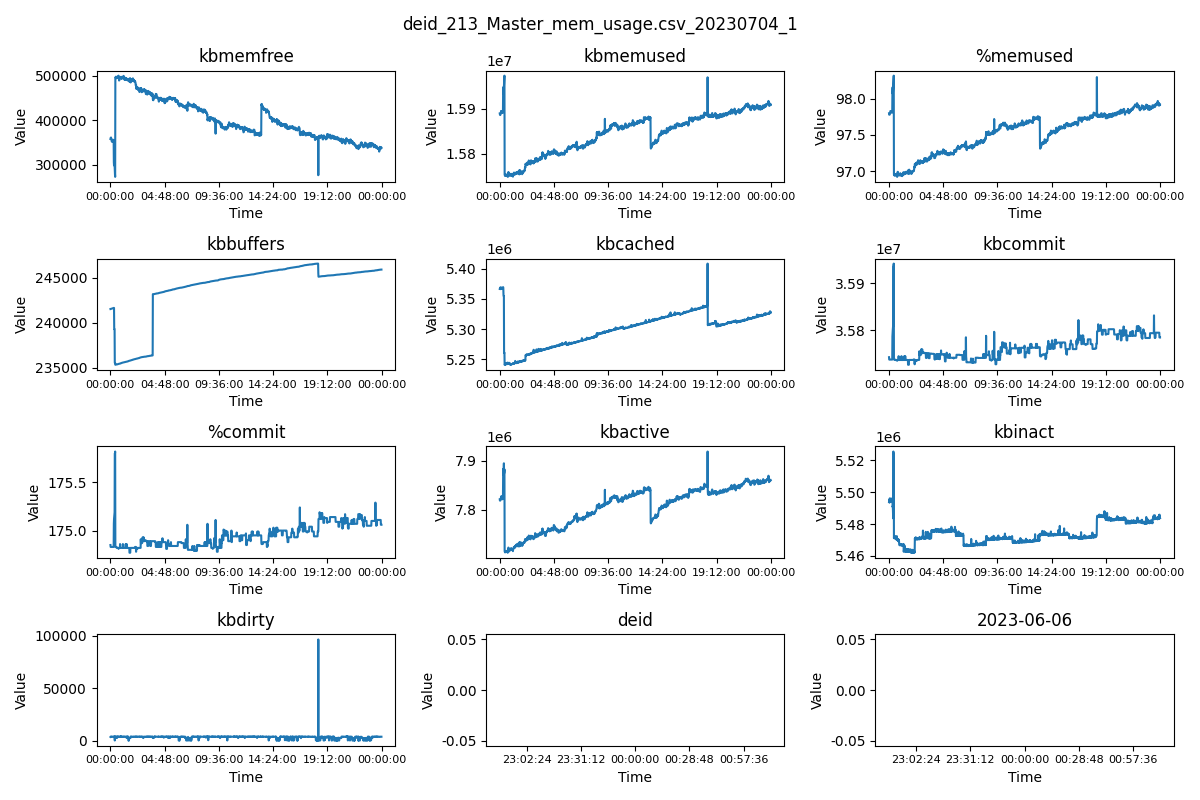 deid_213_Master_mem_usage.csv_20230704_1
kbmemfree
kbmemused
%memused
Value
500000
400000
300000
00:00:00 04:48:00 09:36:00 14:24:00 19:12:00 00:00:00
Time
Value
1e7
1.59
1.58
00:00:00 04:48:00 09:36:00 14:24:00 19:12:00 00:00:00
Time
Value
98.0
97.5
97.0
00:00:00 04:48:00 09:36:00 14:24:00 19:12:00 00:00:00
Time
kbbuffers
kbcached
kbcommit
Value
245000
240000
235000
00:00:00 04:48:00 09:36:00 14:24:00 19:12:00 00:00:00
Time
Value
1e6
5.40
5.35
5.30
5.25
00:00:00 04:48:00 09:36:00 14:24:00 19:12:00 00:00:00
Time
Value
1e7
3.59
3.58
00:00:00 04:48:00 09:36:00 14:24:00 19:12:00 00:00:00
Time
%commit
kbactive
kbinact
Value
175.5
175.0
00:00:00 04:48:00 09:36:00 14:24:00 19:12:00 00:00:00
Time
Value
1e6
7.9
7.8
00:00:00 04:48:00 09:36:00 14:24:00 19:12:00 00:00:00
Time
Value
1e6
5.52
5.50
5.48
5.46
00:00:00 04:48:00 09:36:00 14:24:00 19:12:00 00:00:00
Time
kbdirty
deid
2023-06-06
Value
100000
50000
0
00:00:00 04:48:00 09:36:00 14:24:00 19:12:00 00:00:00
Time
Value
0.05
0.00
-0.05
23:02:24 23:31:12 00:00:00 00:28:48 00:57:36
Time
Value
0.05
0.00
-0.05
23:02:24 23:31:12 00:00:00 00:28:48 00:57:36
Time